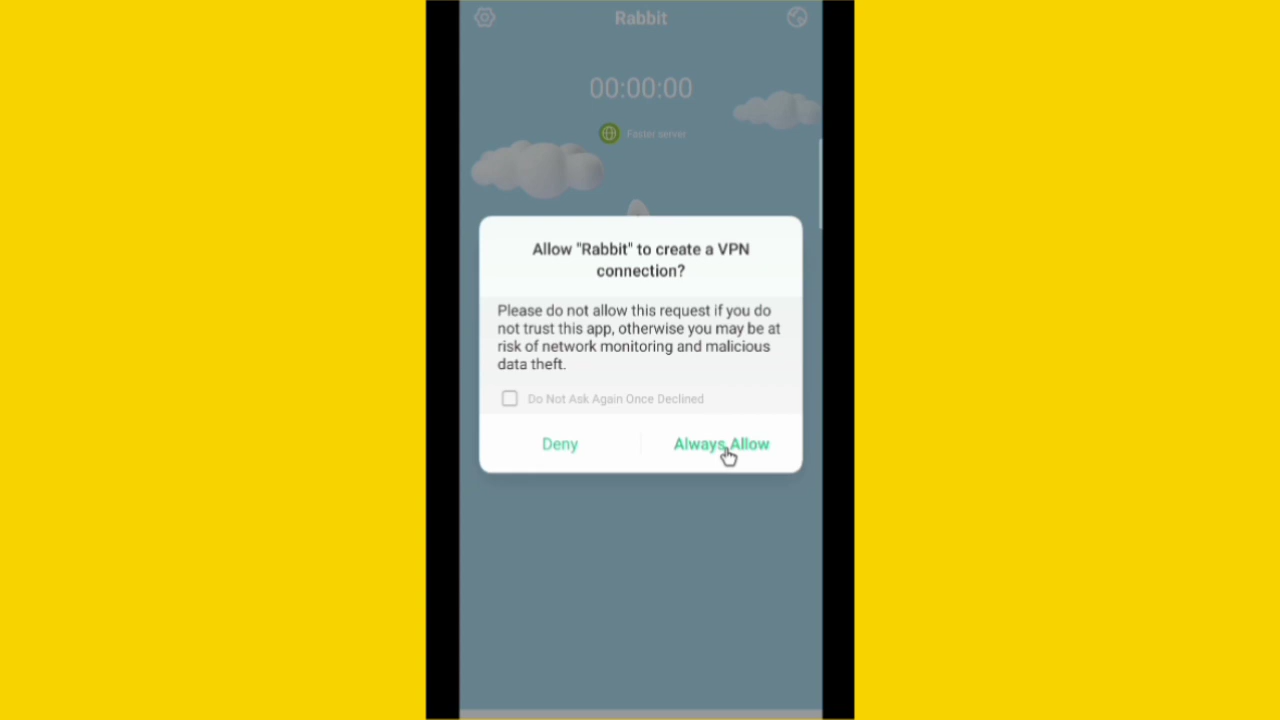 Rabbit
00:00:00
Faster server
Allow "Rabbit" to create a VPN
connection?
Please do not allow this request if you do
not trust this app, otherwise you may be at
risk of network monitoring and malicious
data theft.
Do Not Ask Again Once Declined
Deny
Always Allow